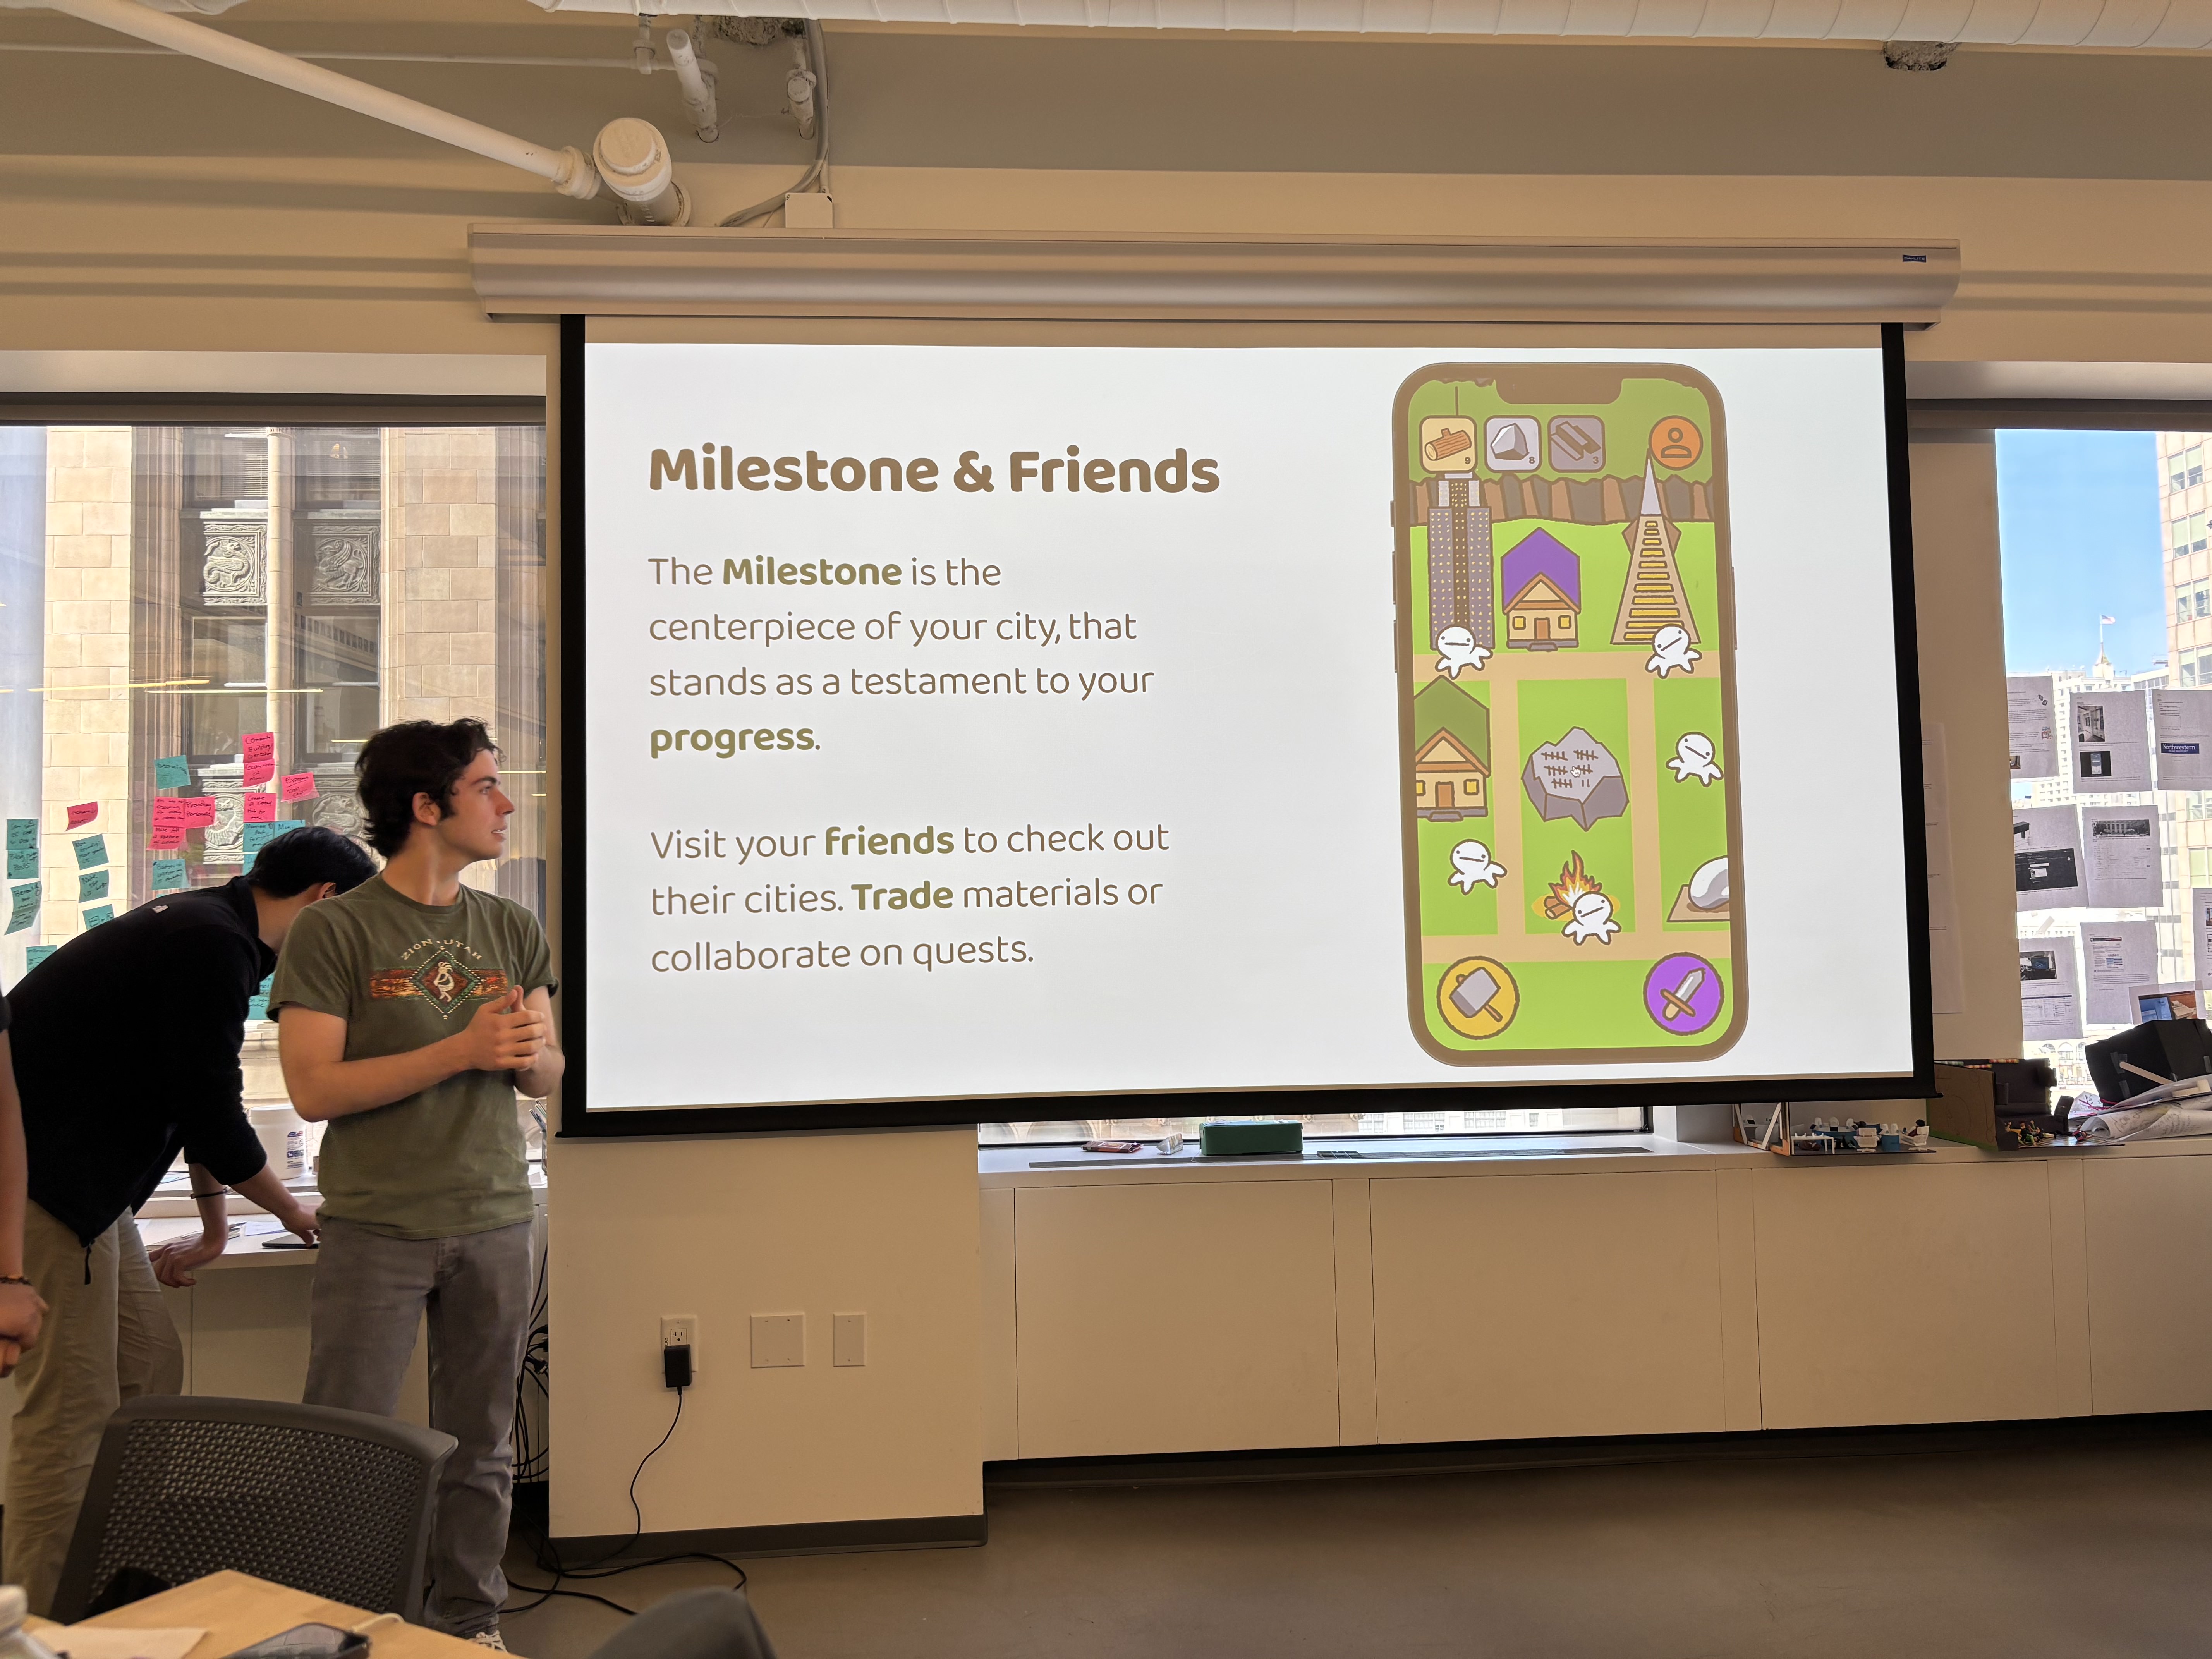 Milestone & Friends
The Milestone is the
centerpiece of your city, that
stands as a testament to your
progress.
Visit your friends to check out
their cities. Trade materials or
collaborate on quests.
9
8
3
ZION · UTAH
Northwestern